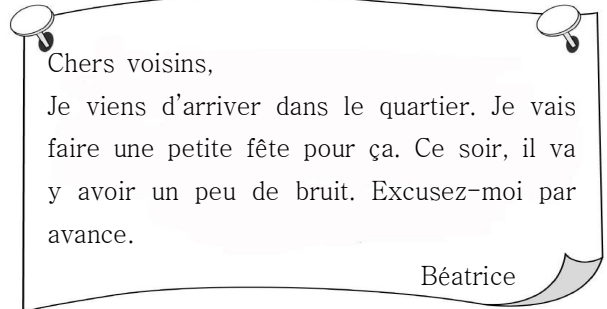 Chers voisins,
Je viens d'arriver dans le quartier. Je vais
faire une petite fête pour ça. Ce soir, il va
y avoir un peu de bruit. Excusez-moi par
avance.
Béatrice